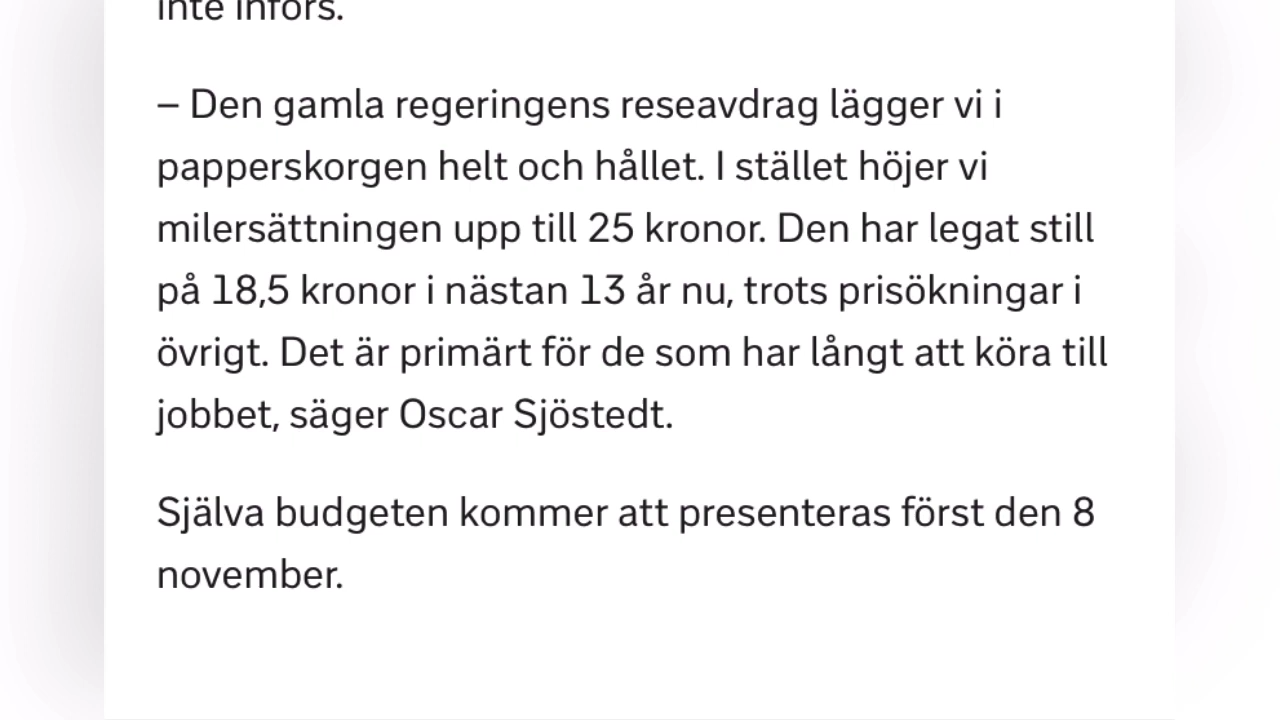 inte införs.
– Den gamla regeringens reseavdrag lägger vi i
papperskorgen helt och hållet. I stället höjer vi
milersättningen upp till 25 kronor. Den har legat still
på 18,5 kronor i nästan 13 år nu, trots prisökningar i
övrigt. Det är primärt för de som har långt att köra till
jobbet, säger Oscar Sjöstedt.
Själva budgeten kommer att presenteras först den 8
november.